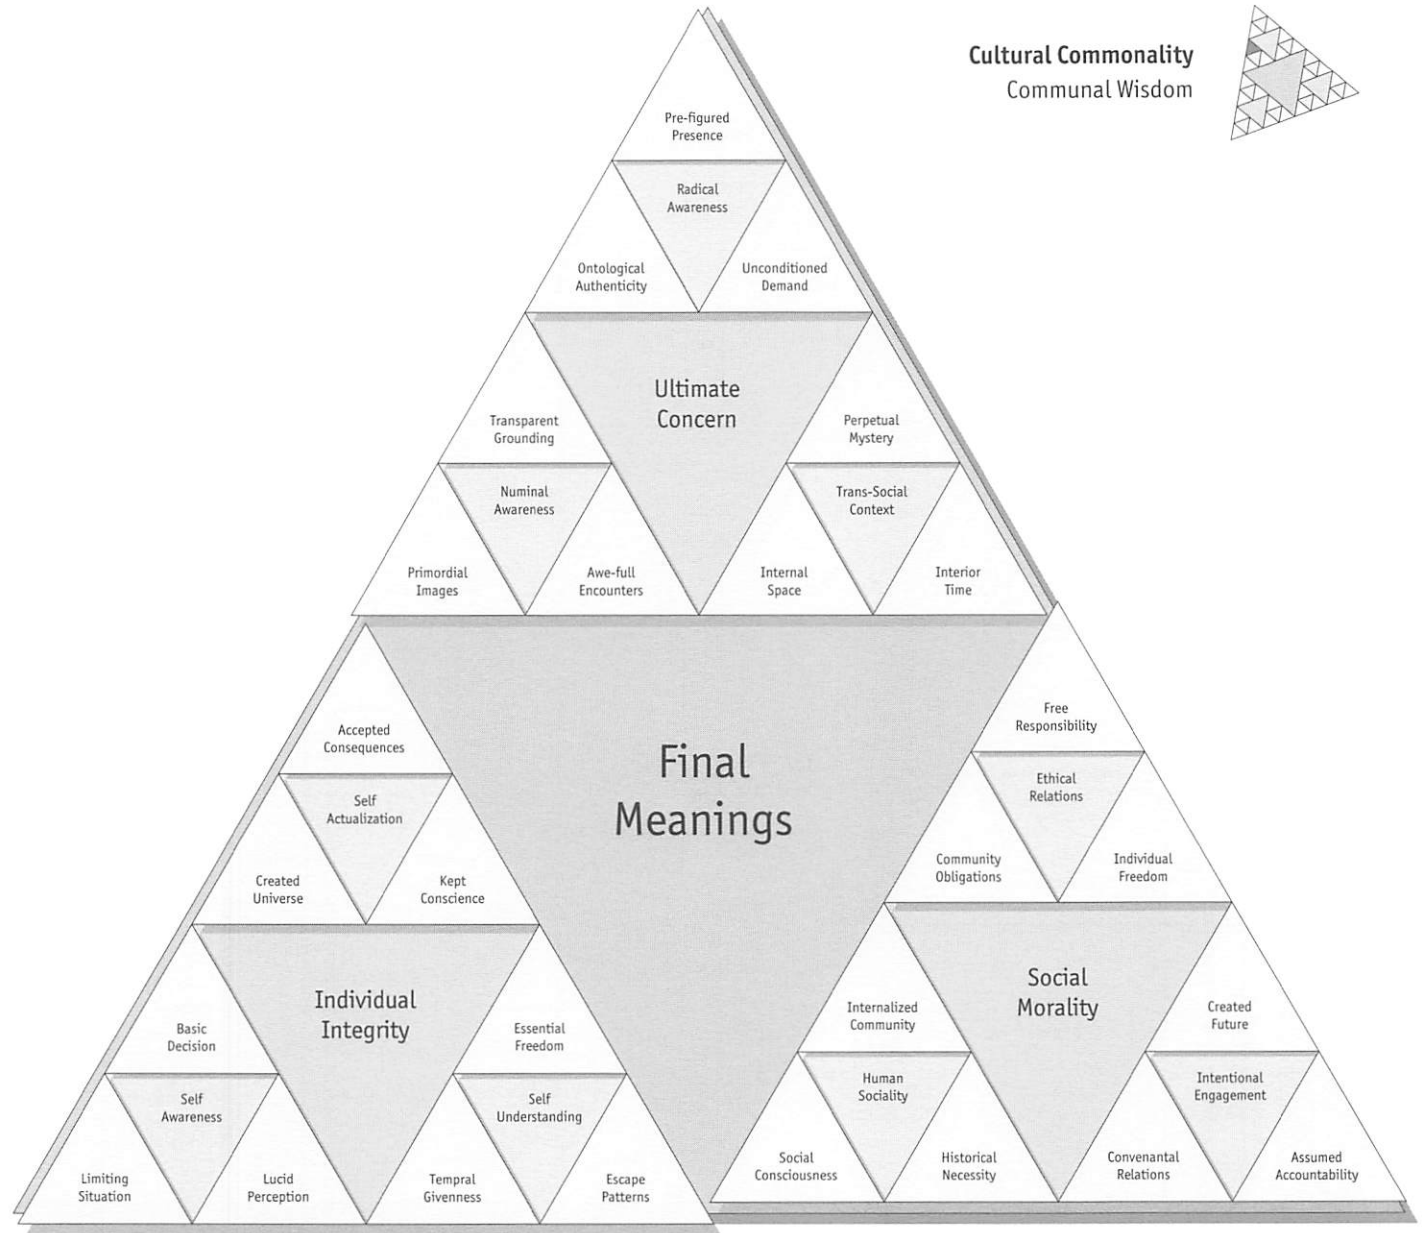 Cultural Commonality
Communal Wisdom
Pre-figured
Presence
Radical
Awareness
Ontological
Authenticity
Unconditioned
Demand
Ultimate
Concern
Transparent
Grounding
Perpetual
Mystery
Numinal
Awareness
Trans-Social
Context
Primordial
Images
Awe-full
Encounters
Internal
Space
Interior
Time
Final
Meanings
Accepted
Consequences
Self
Actualization
Created
Universe
Kept
Conscience
Individual
Integrity
Basic
Decision
Essential
Freedom
Self
Awareness
Self
Understanding
Limiting
Situation
Lucid
Perception
Tempral
Givenness
Escape
Patterns
Free
Responsibility
Ethical
Relations
Community
Obligations
Individual
Freedom
Social
Morality
Internalized
Community
Created
Future
Human
Sociality
Intentional
Engagement
Social
Consciousness
Historical
Necessity
Convenantal
Relations
Assumed
Accountability